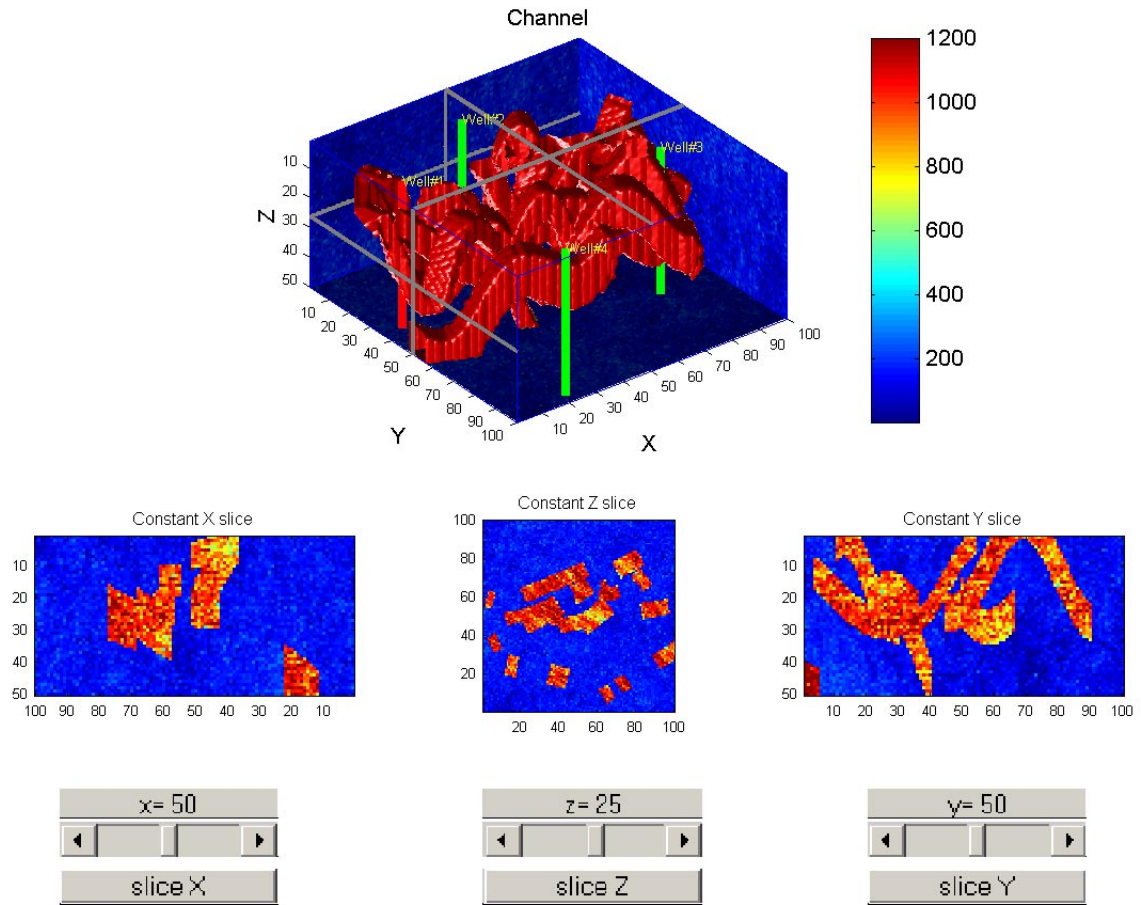 Channel
1200
1000
800
600
400
200
Well#2
Well#3
Well#1
Well#4
Z
10
20
30
40
50
10
20
30
40
50
60
70
80
90
100
Y
10
20
30
40
50
60
70
80
90
100
X
Constant X slice
10
20
30
40
50
100 90 80 70 60 50 40 30 20 10
Constant Z slice
100
80
60
40
20
20 40 60 80 100
Constant Y slice
10
20
30
40
50
10 20 30 40 50 60 70 80 90 100
x= 50
z= 25
y= 50
slice X
slice Z
slice Y